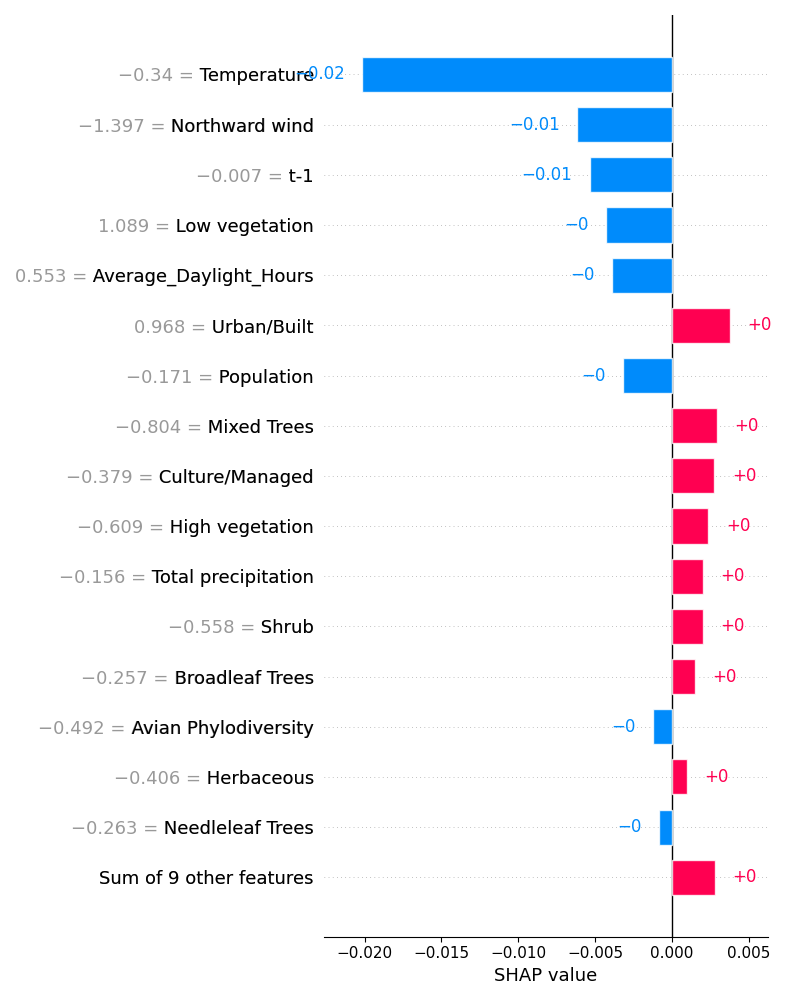 −0.34 = Temperature −0.02
−1.397 = Northward wind −0.01
−0.007 = t-1 −0.01
1.089 = Low vegetation −0
0.553 = Average_Daylight_Hours −0
0.968 = Urban/Built +0
−0.171 = Population −0
−0.804 = Mixed Trees +0
−0.379 = Culture/Managed +0
−0.609 = High vegetation +0
−0.156 = Total precipitation +0
−0.558 = Shrub +0
−0.257 = Broadleaf Trees +0
−0.492 = Avian Phylodiversity −0
−0.406 = Herbaceous +0
−0.263 = Needleleaf Trees −0
Sum of 9 other features +0
−0.020 −0.015 −0.010 −0.005 0.000 0.005
SHAP value